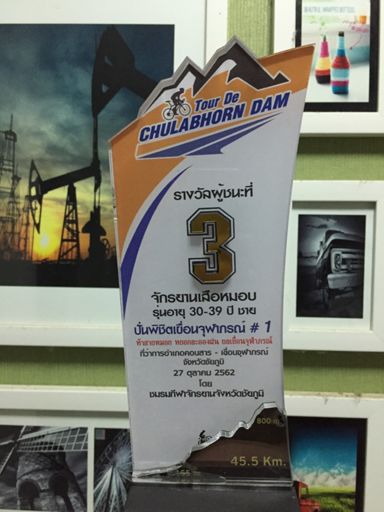 Tour De
CHULABHORN DAM
รางวัลผู้ชนะที่
3
จักรยานเสือหมอบ
รุ่นอายุ 30-39 ปี ชาย
ปั่นพิชิตเขื่อนจุฬาภรณ์ # 1
ที่ว่าการอำเภอคอนสาร - เขื่อนจุฬาภรณ์
จังหวัดชัยภูมิ
27 ตุลาคม 2562
โดย
ชมรมกีฬาจักรยานจังหวัดชัยภูมิ
800
45.5 Km.